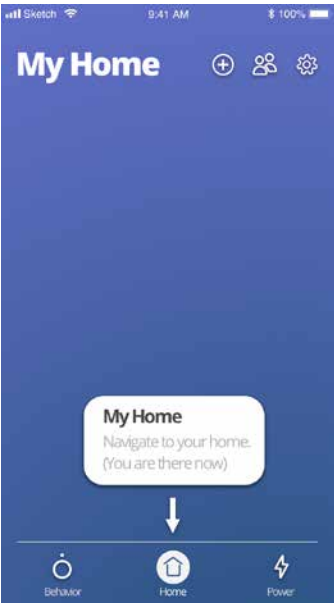 Sketch 9:41 AM 100%
My Home
My Home
Navigate to your home.
(You are there now)
Behavior Home Power